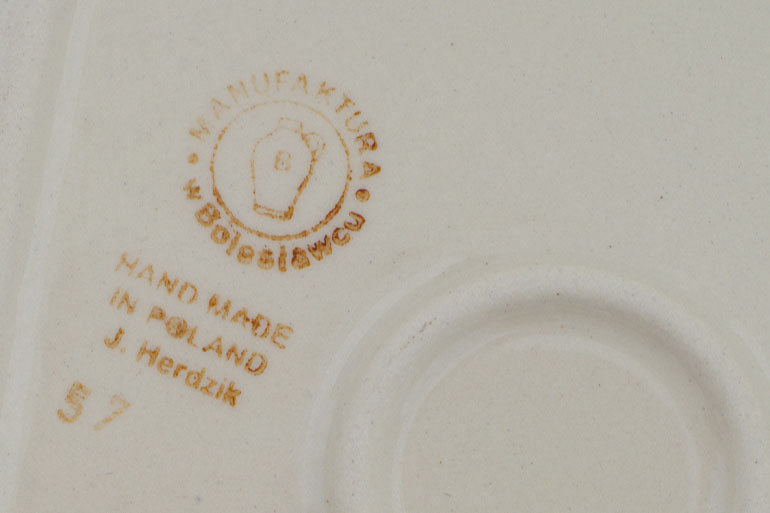 • MANUFAKTURA •
w Bolesławcu
B
HAND MADE
IN POLAND
J. Herdzik
57